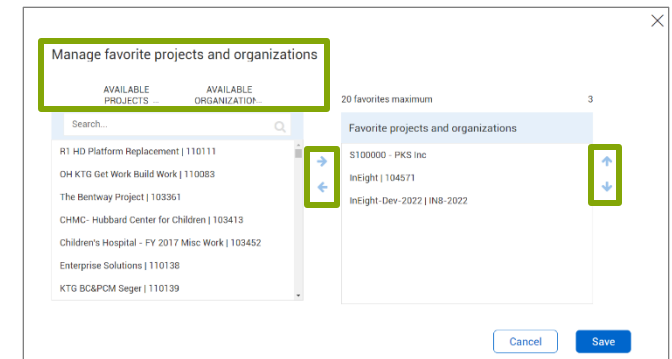 Manage favorite projects and organizations
AVAILABLE
PROJECTS ...
AVAILABLE
ORGANIZATION...
20 favorites maximum 3
Search...
Favorite projects and organizations
R1 HD Platform Replacement | 110111
OH KTG Get Work Build Work | 110083
The Bentway Project | 103361
CHMC- Hubbard Center for Children | 103413
Children's Hospital - FY 2017 Misc Work | 103452
Enterprise Solutions | 110138
KTG BC&PCM Seger | 110139
S100000 - PKS Inc
InEight | 104571
InEight-Dev-2022 | IN8-2022
Cancel
Save